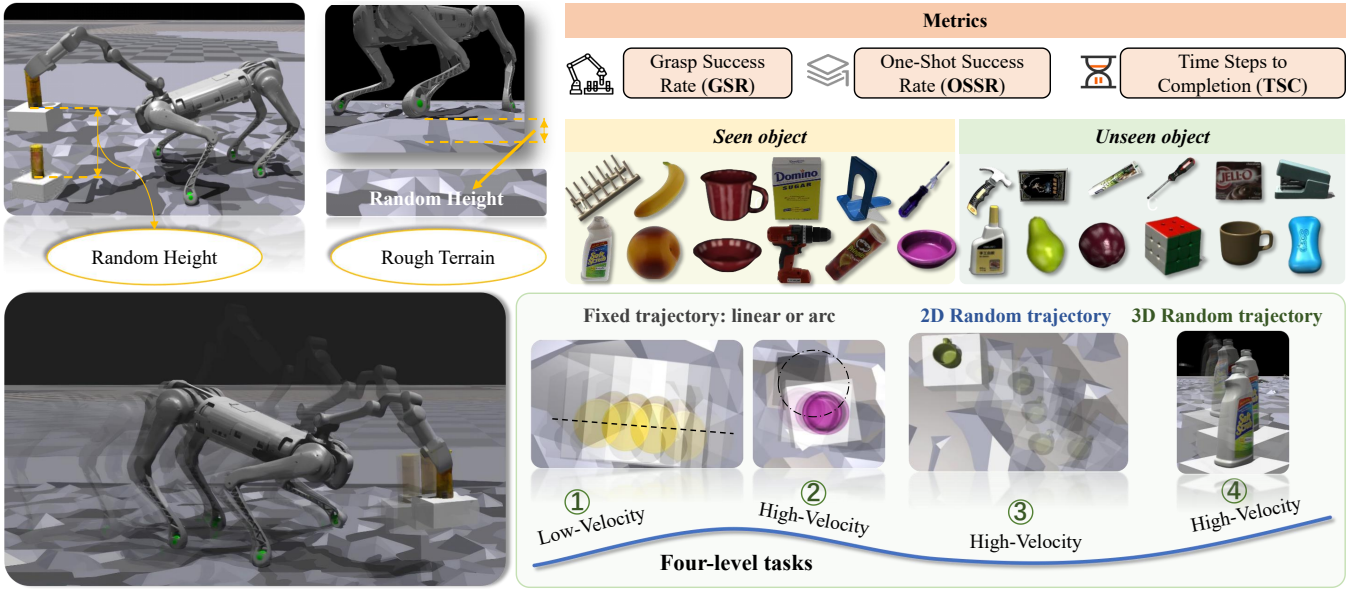 Random Height
Random Height
Rough Terrain
Metrics
Grasp Success
Rate (GSR)
One-Shot Success
Rate (OSSR)
Time Steps to
Completion (TSC)
Seen object
Unseen object
Domino
SUGAR
Soft
Scrub
JELL-O
Fixed trajectory: linear or arc
2D Random trajectory
3D Random trajectory
①
Low-Velocity
②
High-Velocity
③
High-Velocity
④
High-Velocity
Four-level tasks